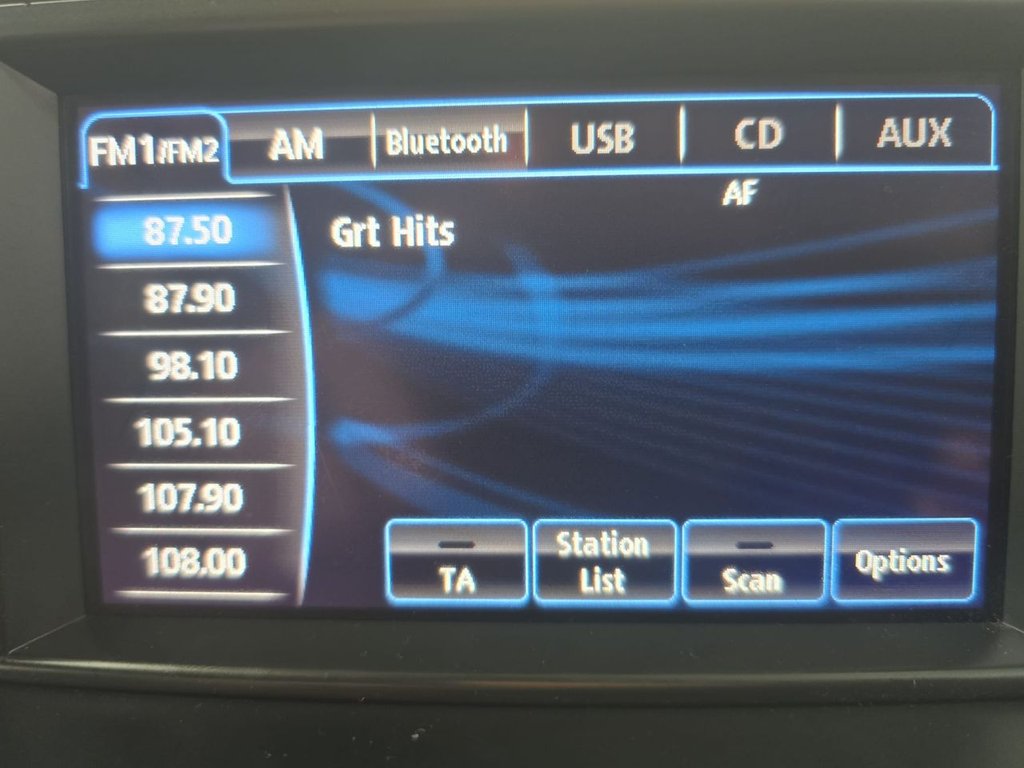 FM1/FM2 AM Bluetooth USB CD AUX
AF
87.50
Grt Hits
87.90
98.10
105.10
107.90
108.00
TA
Station
List
Scan
Options